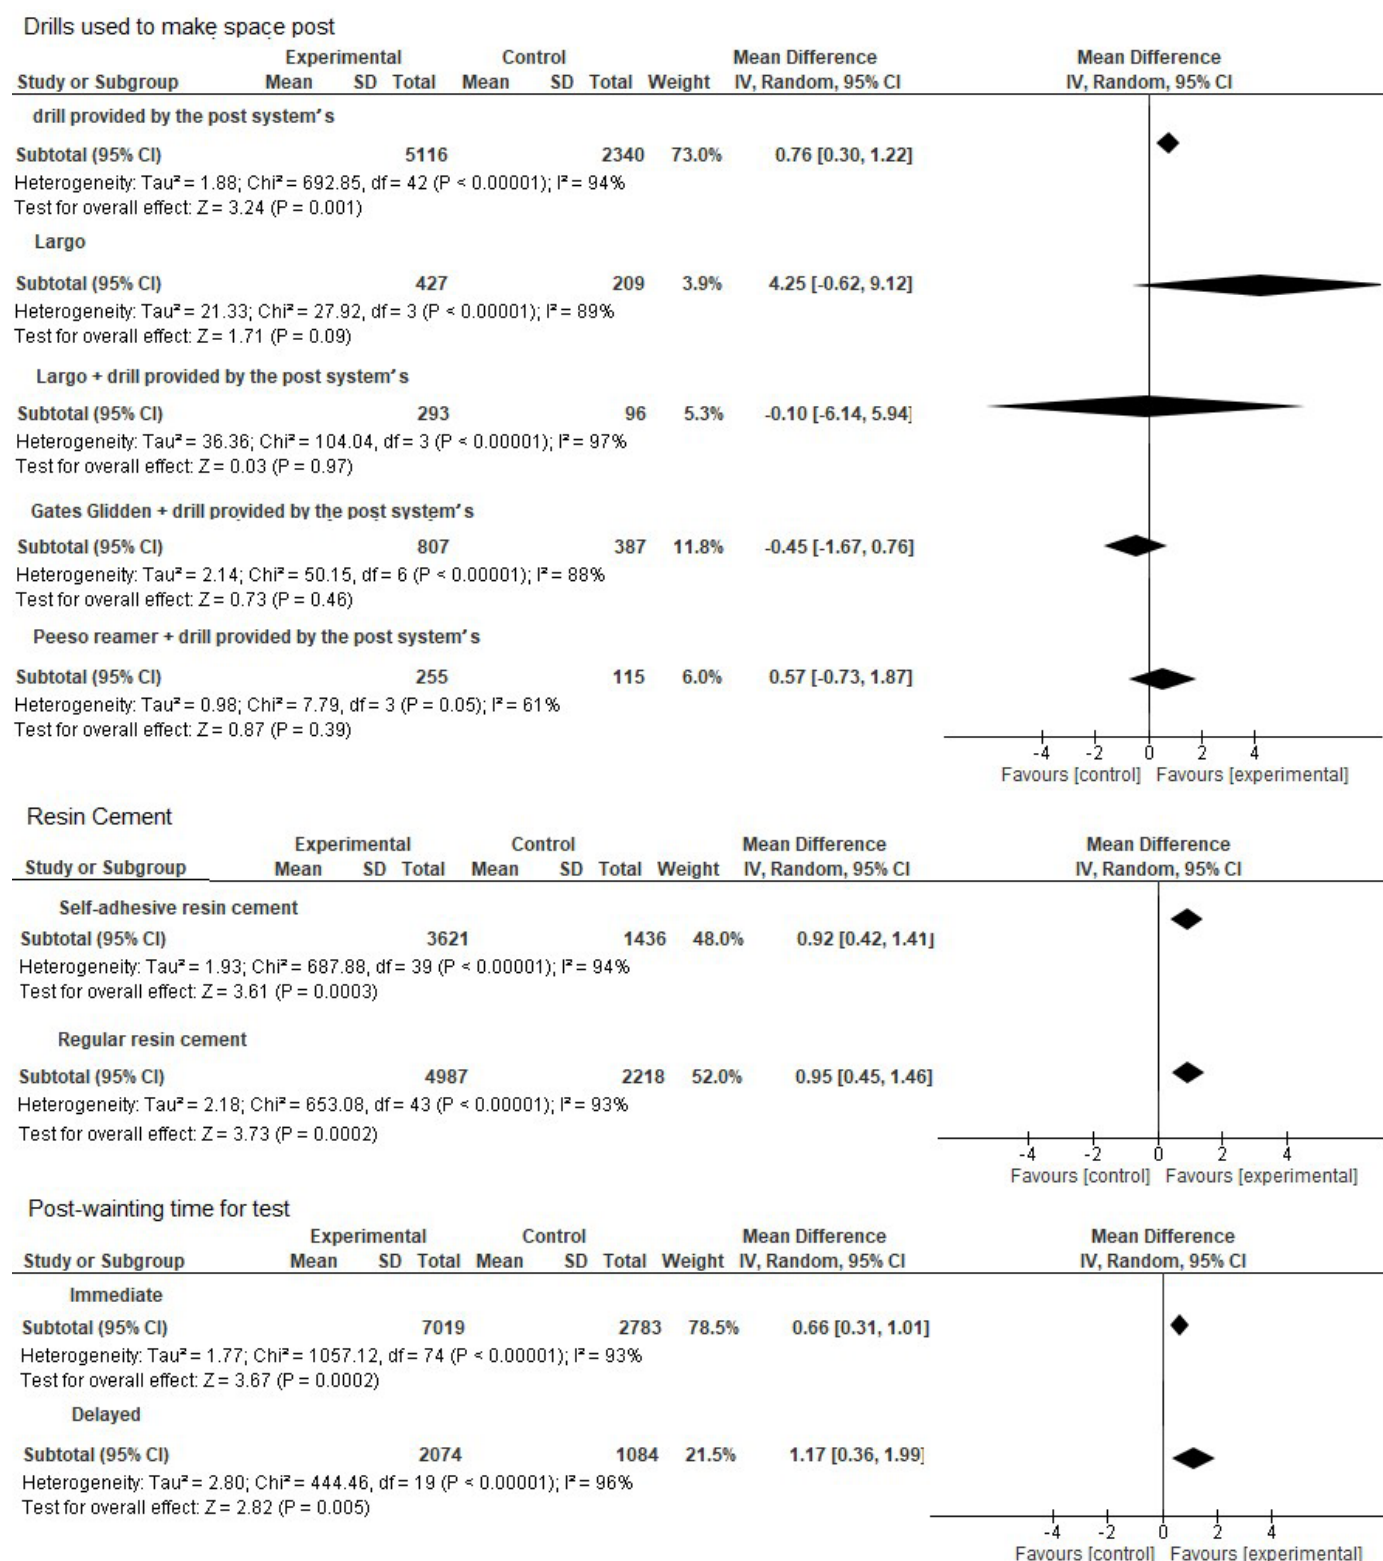 Drills used to make space post
Experimental Control Mean Difference Mean Difference
Study or Subgroup Mean SD Total Mean SD Total Weight IV, Random, 95% CI IV, Random, 95% CI
drill provided by the post system's
Subtotal (95% CI) 5116 2340 73.0% 0.76 [0.30, 1.22]
Heterogeneity: Tau² = 1.88; Chi² = 692.85, df = 42 (P < 0.00001); I² = 94%
Test for overall effect: Z = 3.24 (P = 0.001)
Largo
Subtotal (95% CI) 427 209 3.9% 4.25 [-0.62, 9.12]
Heterogeneity: Tau² = 21.33; Chi² = 27.92, df = 3 (P < 0.00001); I² = 89%
Test for overall effect: Z = 1.71 (P = 0.09)
Largo + drill provided by the post system's
Subtotal (95% CI) 293 96 5.3% -0.10 [-6.14, 5.94]
Heterogeneity: Tau² = 36.36; Chi² = 104.04, df = 3 (P < 0.00001); I² = 97%
Test for overall effect: Z = 0.03 (P = 0.97)
Gates Glidden + drill provided by the post system's
Subtotal (95% CI) 807 387 11.8% -0.45 [-1.67, 0.76]
Heterogeneity: Tau² = 2.14; Chi² = 50.15, df = 6 (P < 0.00001); I² = 88%
Test for overall effect: Z = 0.73 (P = 0.46)
Peeso reamer + drill provided by the post system's
Subtotal (95% CI) 255 115 6.0% 0.57 [-0.73, 1.87]
Heterogeneity: Tau² = 0.98; Chi² = 7.79, df = 3 (P = 0.05); I² = 61%
Test for overall effect: Z = 0.87 (P = 0.39)
-4 -2 0 2 4
Favours [control] Favours [experimental]
Resin Cement
Experimental Control Mean Difference Mean Difference
Study or Subgroup Mean SD Total Mean SD Total Weight IV, Random, 95% CI IV, Random, 95% CI
Self-adhesive resin cement
Subtotal (95% CI) 3621 1436 48.0% 0.92 [0.42, 1.41]
Heterogeneity: Tau² = 1.93; Chi² = 687.88, df = 39 (P < 0.00001); I² = 94%
Test for overall effect: Z = 3.61 (P = 0.0003)
Regular resin cement
Subtotal (95% CI) 4987 2218 52.0% 0.95 [0.45, 1.46]
Heterogeneity: Tau² = 2.18; Chi² = 653.08, df = 43 (P < 0.00001); I² = 93%
Test for overall effect: Z = 3.73 (P = 0.0002)
-4 -2 0 2 4
Favours [control] Favours [experimental]
Post-wainting time for test
Experimental Control Mean Difference Mean Difference
Study or Subgroup Mean SD Total Mean SD Total Weight IV, Random, 95% CI IV, Random, 95% CI
Immediate
Subtotal (95% CI) 7019 2783 78.5% 0.66 [0.31, 1.01]
Heterogeneity: Tau² = 1.77; Chi² = 1057.12, df = 74 (P < 0.00001); I² = 93%
Test for overall effect: Z = 3.67 (P = 0.0002)
Delayed
Subtotal (95% CI) 2074 1084 21.5% 1.17 [0.36, 1.99]
Heterogeneity: Tau² = 2.80; Chi² = 444.46, df = 19 (P < 0.00001); I² = 96%
Test for overall effect: Z = 2.82 (P = 0.005)
-4 -2 0 2 4
Favours [control] Favours [experimental]